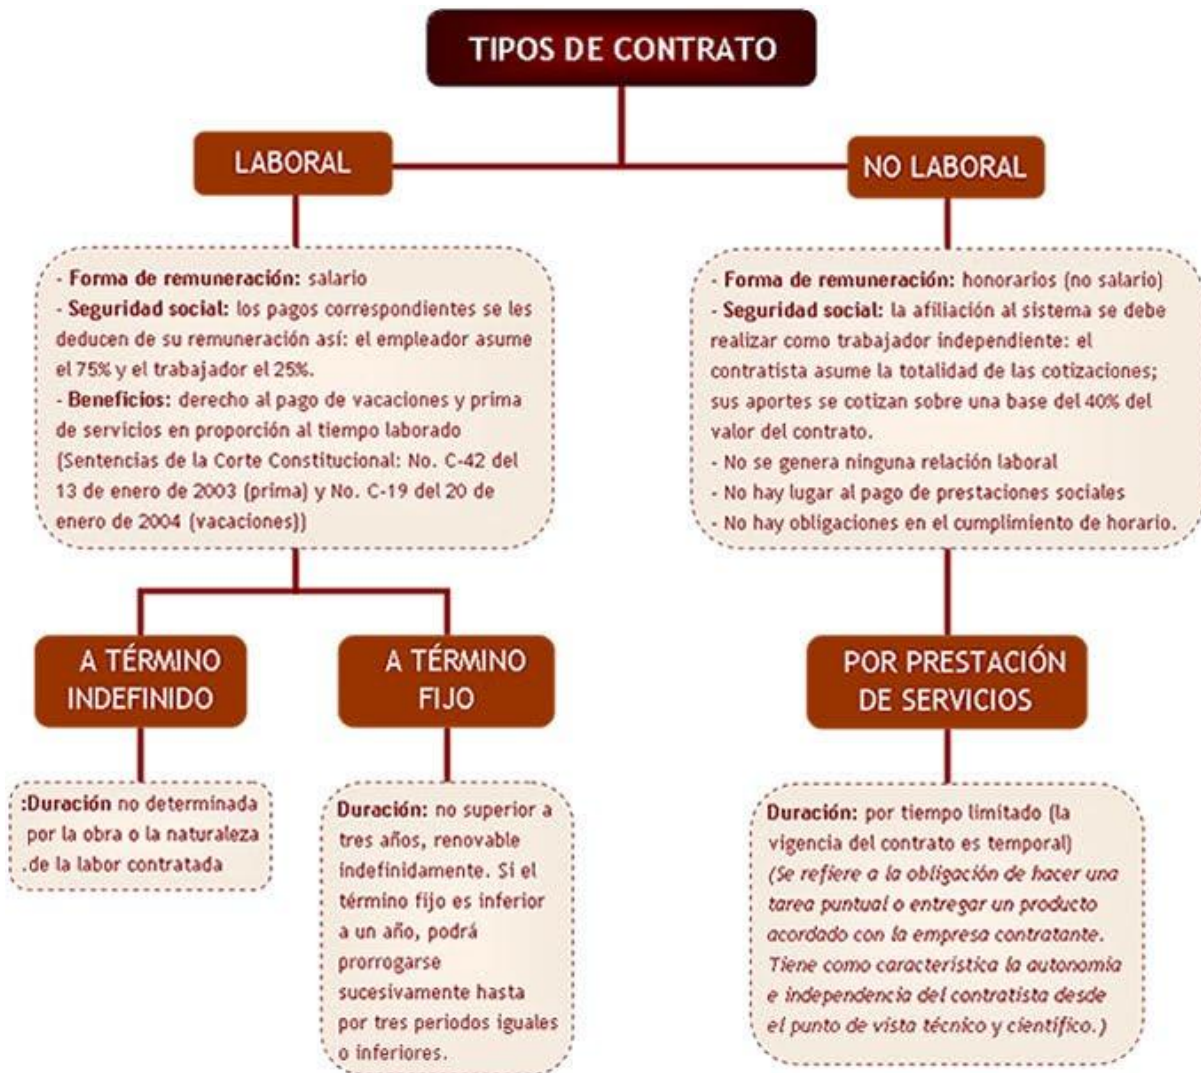 TIPOS DE CONTRATO
LABORAL
NO LABORAL
- Forma de remuneración: salario
- Seguridad social: los pagos correspondientes se les
deducen de su remuneración así: el empleador asume
el 75% y el trabajador el 25%.
- Beneficios: derecho al pago de vacaciones y prima
de servicios en proporción al tiempo laborado
(Sentencias de la Corte Constitucional: No. C-42 del
13 de enero de 2003 (prima) y No. C-19 del 20 de
enero de 2004 (vacaciones))
- Forma de remuneración: honorarios (no salario)
- Seguridad social: la afiliación al sistema se debe
realizar como trabajador independiente: el
contratista asume la totalidad de las cotizaciones;
sus aportes se cotizan sobre una base del 40% del
valor del contrato.
- No se genera ninguna relación laboral
- No hay lugar al pago de prestaciones sociales
- No hay obligaciones en el cumplimiento de horario.
A TÉRMINO
INDEFINIDO
A TÉRMINO
FIJO
POR PRESTACIÓN
DE SERVICIOS
:Duración no determinada
por la obra o la naturaleza
.de la labor contratada
Duración: no superior a
tres años, renovable
indefinidamente. Si el
término fijo es inferior
a un año, podrá
prorrogarse
sucesivamente hasta
por tres periodos iguales
o inferiores.
Duración: por tiempo limitado (la
vigencia del contrato es temporal)
(Se refiere a la obligación de hacer una
tarea puntual o entregar un producto
acordado con la empresa contratante.
Tiene como característica la autonomía
e independencia del contratista desde
el punto de vista técnico y científico.)